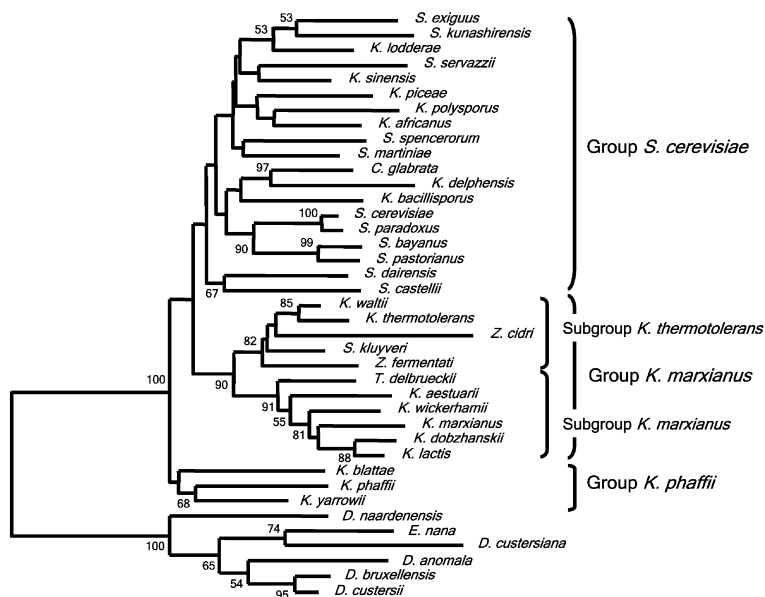 53
S. exiguus
53
S. kunashirensis
K. lodderae
S. servazzii
K. sinensis
K. piceae
K. polysporus
K. africanus
S. spencerorum
S. martiniae
Group S. cerevisiae
97
C. glabrata
K. delphensis
K. bacillisporus
100
S. cerevisiae
S. paradoxus
90
99
S. bayanus
S. pastorianus
S. dairensis
67
S. castellii
85
K. waltii
K. thermotolerans
Z. cidri
Subgroup K. thermotolerans
82
S. kluyveri
Z. fermentati
100
90
T. delbrueckii
Group K. marxianus
91
K. aestuarii
55
K. wickerhamii
81
K. marxianus
Subgroup K. marxianus
K. dobzhanskii
88
K. lactis
K. blattae
K. phaffii
Group K. phaffii
68
K. yarrowii
D. naardenensis
74
E. nana
100
D. custersiana
65
D. anomala
54
D. bruxellensis
95
D. custersii